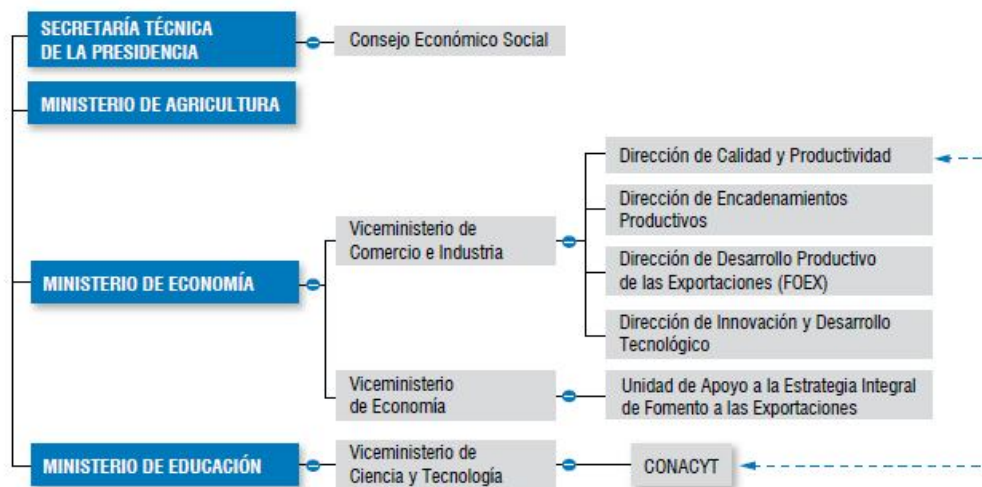 SECRETARÍA TÉCNICA
DE LA PRESIDENCIA
Consejo Económico Social
MINISTERIO DE AGRICULTURA
MINISTERIO DE ECONOMÍA
Viceministerio de
Comercio e Industria
Dirección de Calidad y Productividad
Dirección de Encadenamientos
Productivos
Dirección de Desarrollo Productivo
de las Exportaciones (FOEX)
Dirección de Innovación y Desarrollo
Tecnológico
Viceministerio
de Economía
Unidad de Apoyo a la Estrategia Integral
de Fomento a las Exportaciones
MINISTERIO DE EDUCACIÓN
Viceministerio de
Ciencia y Tecnología
CONACYT